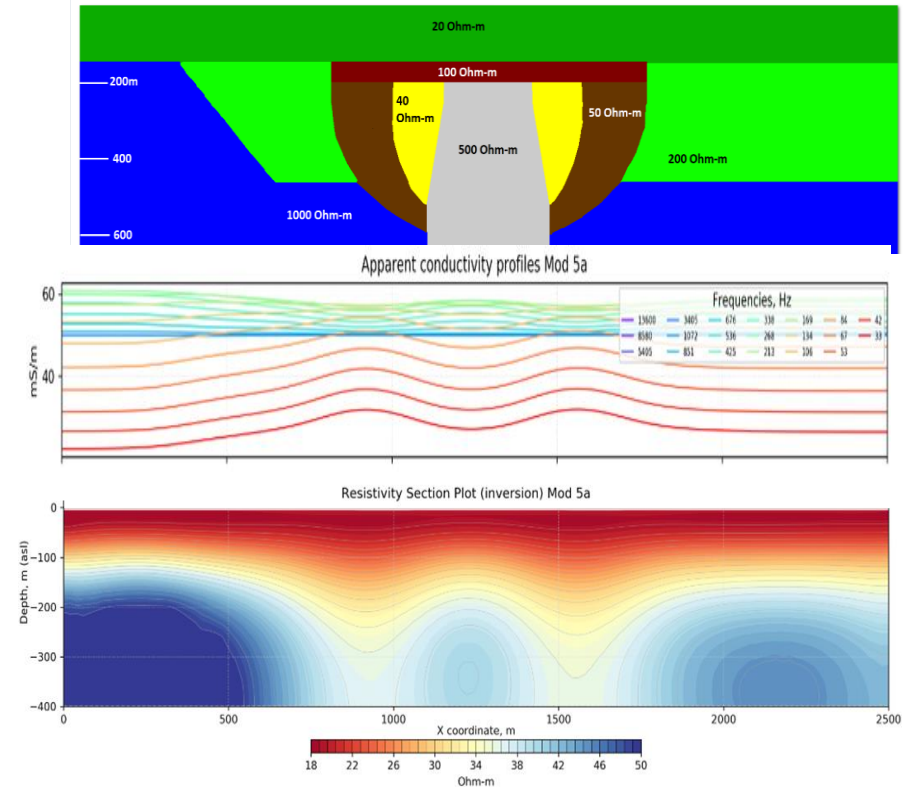 20 Ohm-m
100 Ohm-m
200m
40
Ohm-m
50 Ohm-m
500 Ohm-m
400
200 Ohm-m
1000 Ohm-m
600
Apparent conductivity profiles Mod 5a
60
40
mS/m
Frequencies, Hz
13600 3405 676 338 169 84 42
8580 1072 536 268 134 67 33
5405 851 425 213 106 53
Resistivity Section Plot (inversion) Mod 5a
0
−100
−200
−300
−400
Depth, m (asl)
0 500 1000 1500 2000 2500
X coordinate, m
18 22 26 30 34 38 42 46 50
Ohm-m